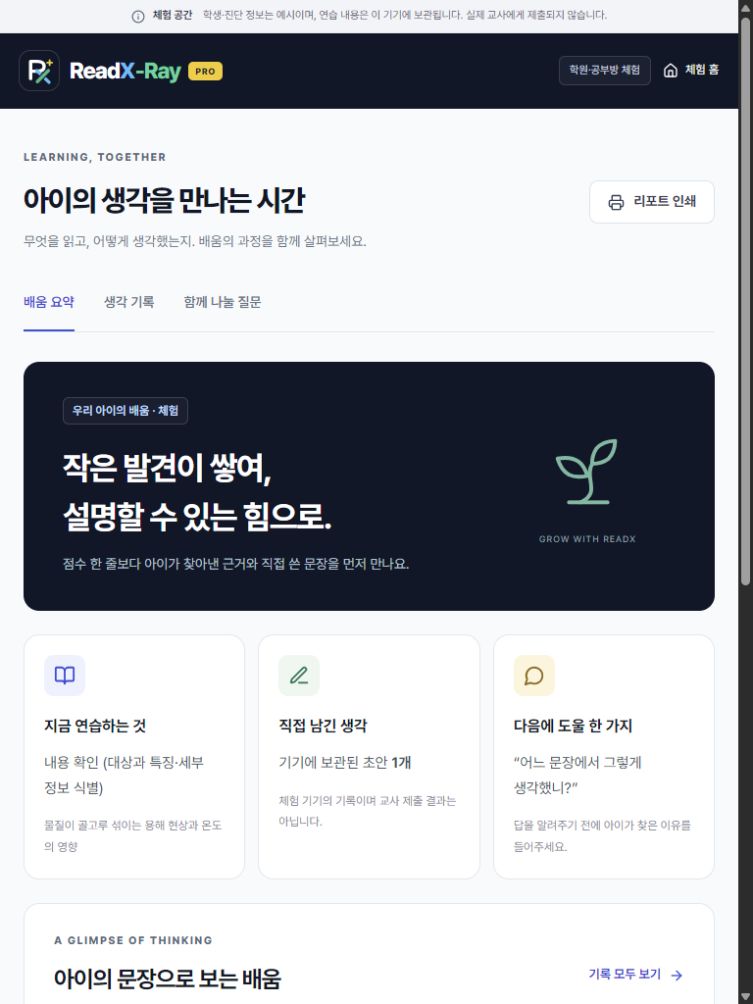 체험 공간 학생·진단 정보는 예시이며, 연습 내용은 이 기기에 보관됩니다. 실제 교사에게 제출되지 않습니다.
ReadX-Ray PRO
학원·공부방 체험
체험 홈
LEARNING, TOGETHER
아이의 생각을 만나는 시간
리포트 인쇄
무엇을 읽고, 어떻게 생각했는지. 배움의 과정을 함께 살펴보세요.
배움 요약
생각 기록
함께 나눌 질문
우리 아이의 배움 · 체험
작은 발견이 쌓여,
설명할 수 있는 힘으로.
점수 한 줄보다 아이가 찾아낸 근거와 직접 쓴 문장을 먼저 만나요.
GROW WITH READX
지금 연습하는 것
내용 확인 (대상과 특징·세부
정보 식별)
물질이 골고루 섞이는 용해 현상과 온도
의 영향
직접 남긴 생각
기기에 보관된 초안 1개
체험 기기의 기록이며 교사 제출 결과는
아닙니다.
다음에 도울 한 가지
“어느 문장에서 그렇게
생각했니?”
답을 알려주기 전에 아이가 찾은 이유를
들어주세요.
A GLIMPSE OF THINKING
아이의 문장으로 보는 배움
기록 모두 보기